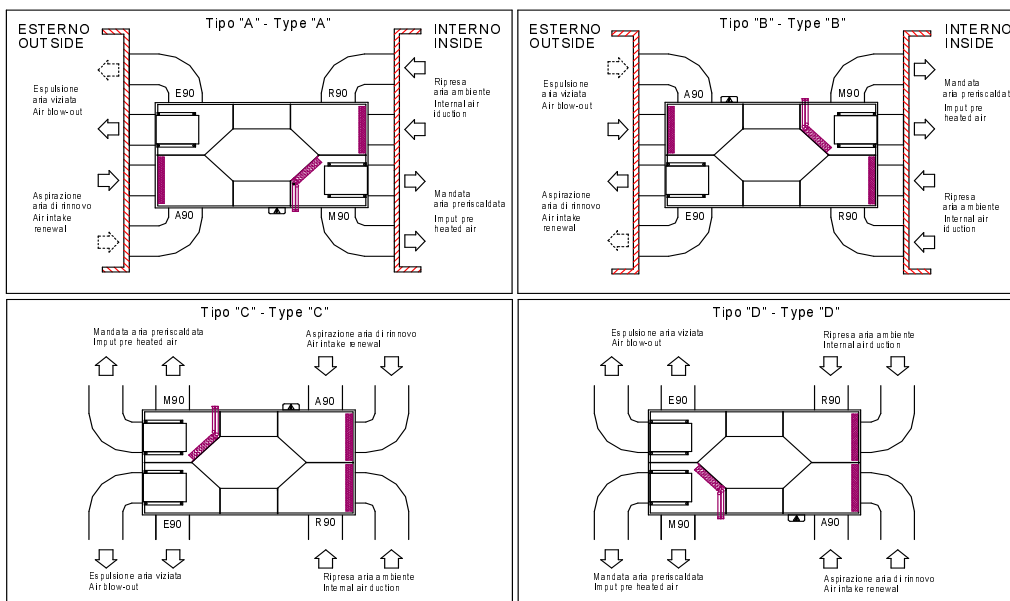 Tipo "A" - Type "A"
ESTERNO
OUTSIDE
INTERNO
INSIDE
Espulsione
aria viziata
Air blow-out
E90
R90
Ripresa
aria ambiente
Internal air
iduction
Aspirazione
aria di rinnovo
Air intake
renewal
A90
M90
Mandata
aria preriscaldata
Imput pre
heated air
Tipo "B" - Type "B"
ESTERNO
OUTSIDE
INTERNO
INSIDE
Espulsione
aria viziata
Air blow-out
A90
M90
Mandata
aria preriscaldata
Imput pre
heated air
Aspirazione
aria di rinnovo
Air intake
renewal
E90
R90
Ripresa
aria ambiente
Internal air
iduction
Tipo "C" - Type "C"
Mandata aria preriscaldata
Imput pre heated air
Aspirazione aria di rinnovo
Air intake renewal
M90
A90
E90
R90
Espulsione aria viziata
Air blow-out
Ripresa aria ambiente
Internal air duction
Tipo "D" - Type "D"
Espulsione aria viziata
Air blow-out
Ripresa aria ambiente
Internal air duction
E90
R90
M90
A90
Mandata aria preriscaldata
Imput pre heated air
Aspirazione aria di rinnovo
Air intake renewal